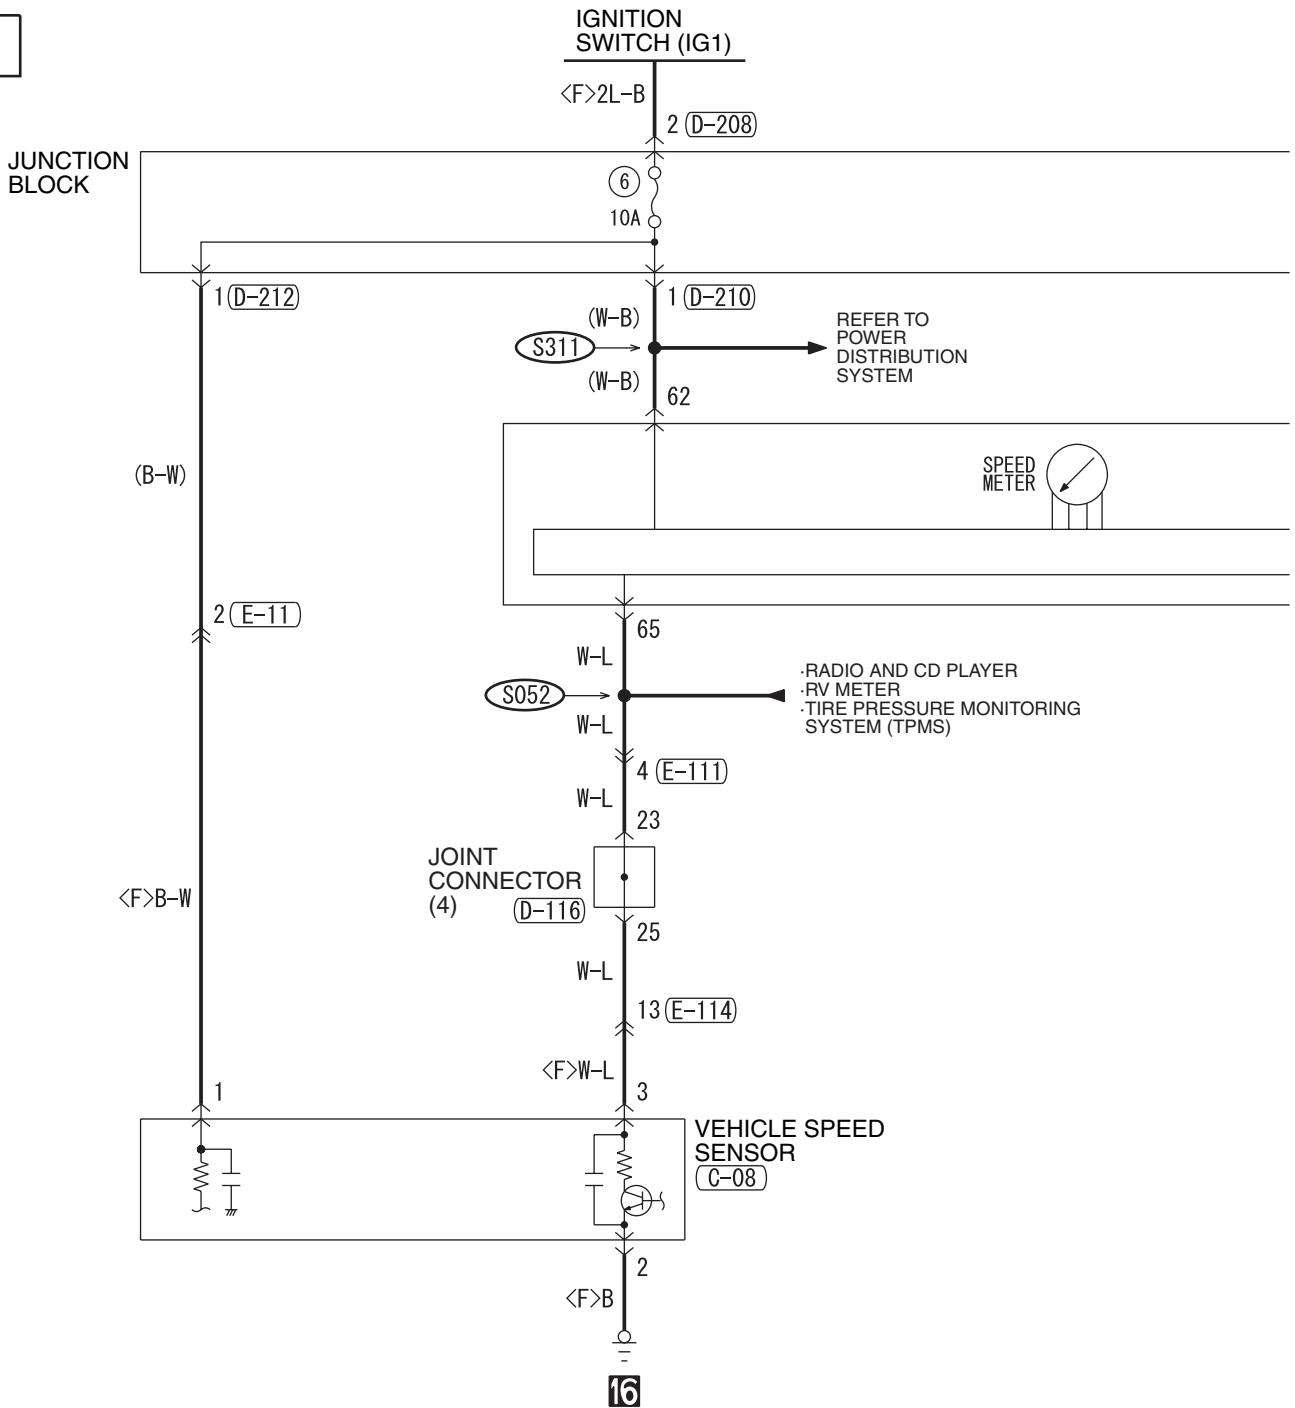 IGNITION
SWITCH (IG1)
<F>2L-B
2 D-208
JUNCTION
BLOCK
6
10A
1 D-212
1 D-210
(W-B)
S311
(W-B)
REFER TO
POWER
DISTRIBUTION
SYSTEM
62
(B-W)
SPEED
METER
2 E-11
65
W-L
S052
W-L
·RADIO AND CD PLAYER
·RV METER
·TIRE PRESSURE MONITORING
SYSTEM (TPMS)
4 E-111
W-L
23
JOINT
CONNECTOR
(4)
D-116
<F>B-W
25
W-L
13 E-114
<F>W-L
1
3
VEHICLE SPEED
SENSOR
C-08
2
<F>B
16